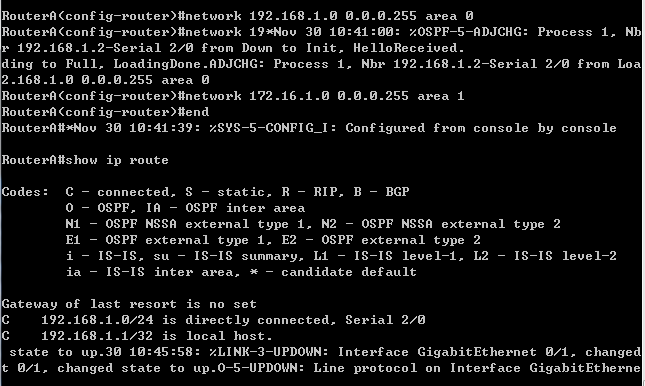 RouterA(config-router)#network 192.168.1.0 0.0.0.255 area 0
RouterA(config-router)#network 19*Nov 30 10:41:00: %OSPF-5-ADJCHG: Process 1, Nb
r 192.168.1.2-Serial 2/0 from Down to Init, HelloReceived.
ding to Full, LoadingDone.ADJCHG: Process 1, Nbr 192.168.1.2-Serial 2/0 from Loa
2.168.1.0 0.0.0.255 area 0
RouterA(config-router)#network 172.16.1.0 0.0.0.255 area 1
RouterA(config-router)#end
RouterA#*Nov 30 10:41:39: %SYS-5-CONFIG_I: Configured from console by console
RouterA#show ip route
Codes:  C - connected, S - static, R - RIP, B - BGP
O - OSPF, IA - OSPF inter area
N1 - OSPF NSSA external type 1, N2 - OSPF NSSA external type 2
E1 - OSPF external type 1, E2 - OSPF external type 2
i - IS-IS, su - IS-IS summary, L1 - IS-IS level-1, L2 - IS-IS level-2
ia - IS-IS inter area, * - candidate default
Gateway of last resort is no set
C    192.168.1.0/24 is directly connected, Serial 2/0
C    192.168.1.1/32 is local host.
state to up.30 10:45:58: %LINK-3-UPDOWN: Interface GigabitEthernet 0/1, changed
t 0/1, changed state to up.O-5-UPDOWN: Line protocol on Interface GigabitEtherne